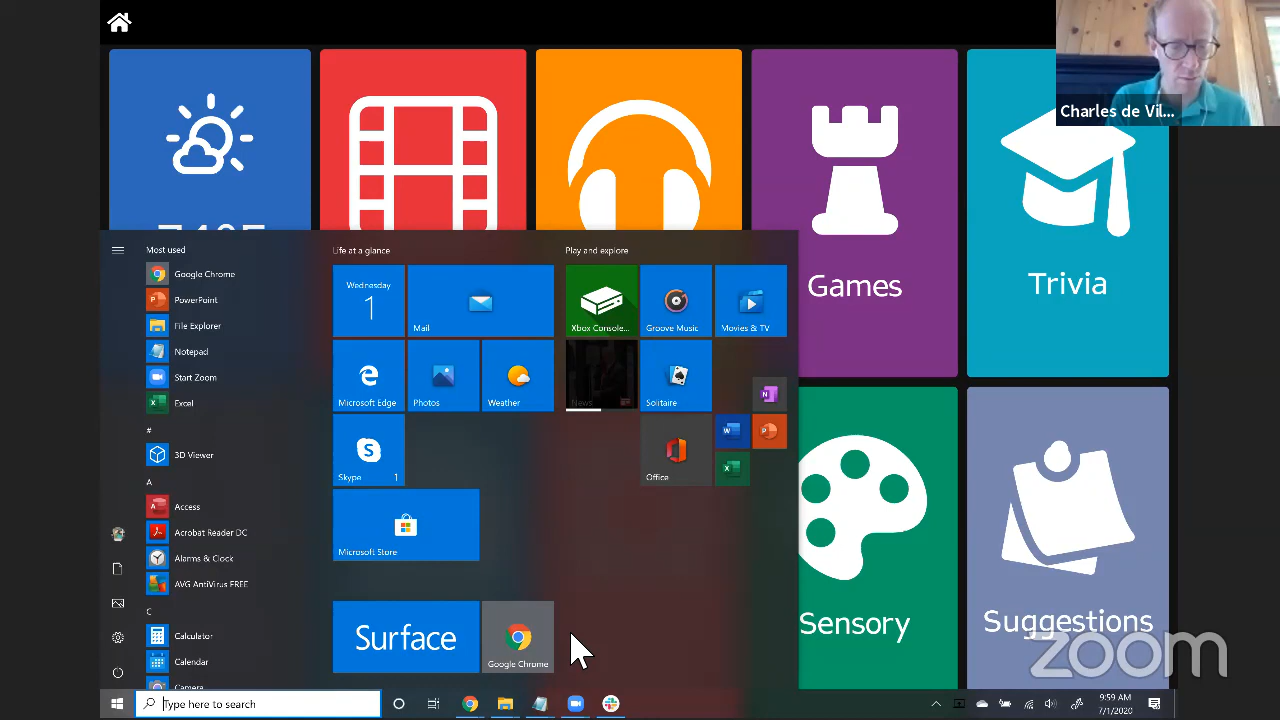 Charles de Vil...
Games
Trivia
Sensory
Suggestions
Most used
Google Chrome
PowerPoint
File Explorer
Notepad
Start Zoom
Excel
#
3D Viewer
A
Access
Acrobat Reader DC
Alarms & Clock
AVG AntiVirus FREE
C
Calculator
Calendar
Camera
Life at a glance
Wednesday
1
Mail
Microsoft Edge
Photos
Weather
Skype 1
Microsoft Store
Surface
Google Chrome
Play and explore
Xbox Console...
Groove Music
Movies & TV
News
Solitaire
Office
zoom
Type here to search
9:59 AM
7/1/2020